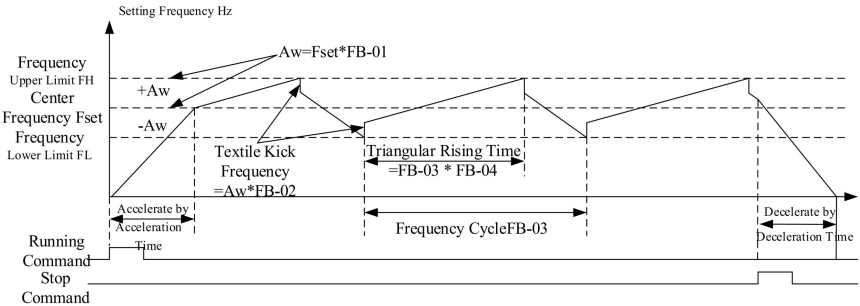 Setting Frequency Hz
Aw=Fset*FB-01
Frequency
Upper Limit FH
+Aw
Center
Frequency Fset
-Aw
Frequency
Lower Limit FL
Textile Kick
Frequency
=Aw*FB-02
Triangular Rising Time
=FB-03 * FB-04
Accelerate by
Acceleration
Time
Frequency CycleFB-03
Decelerate by
Deceleration Time
Running
Command
Stop
Command